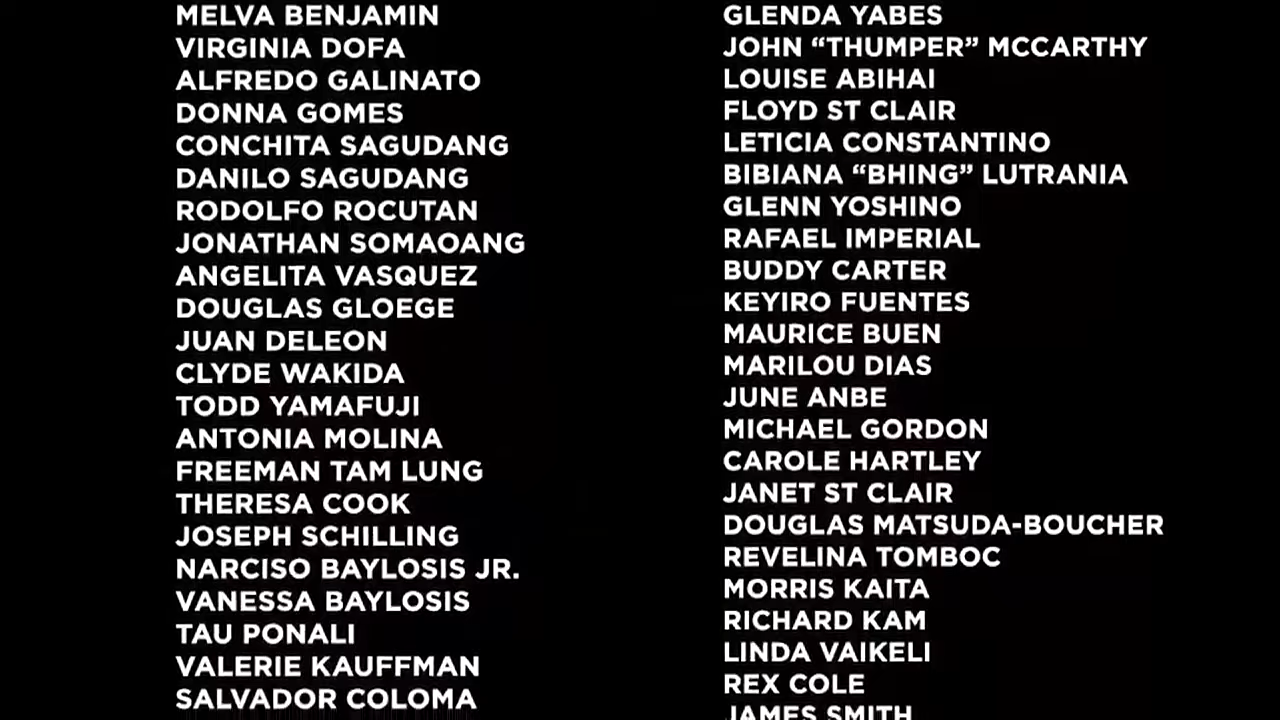 MELVA BENJAMIN
VIRGINIA DOFA
ALFREDO GALINATO
DONNA GOMES
CONCHITA SAGUDANG
DANILO SAGUDANG
RODOLFO ROCUTAN
JONATHAN SOMAOANG
ANGELITA VASQUEZ
DOUGLAS GLOEGE
JUAN DELEON
CLYDE WAKIDA
TODD YAMAFUJI
ANTONIA MOLINA
FREEMAN TAM LUNG
THERESA COOK
JOSEPH SCHILLING
NARCISO BAYLOSIS JR.
VANESSA BAYLOSIS
TAU PONALI
VALERIE KAUFFMAN
SALVADOR COLOMA
GLENDA YABES
JOHN “THUMPER” MCCARTHY
LOUISE ABIHAI
FLOYD ST CLAIR
LETICIA CONSTANTINO
BIBIANA “BHING” LUTRANIA
GLENN YOSHINO
RAFAEL IMPERIAL
BUDDY CARTER
KEYIRO FUENTES
MAURICE BUEN
MARILOU DIAS
JUNE ANBE
MICHAEL GORDON
CAROLE HARTLEY
JANET ST CLAIR
DOUGLAS MATSUDA-BOUCHER
REVELINA TOMBOC
MORRIS KAITA
RICHARD KAM
LINDA VAIKELI
REX COLE
JAMES SMITH